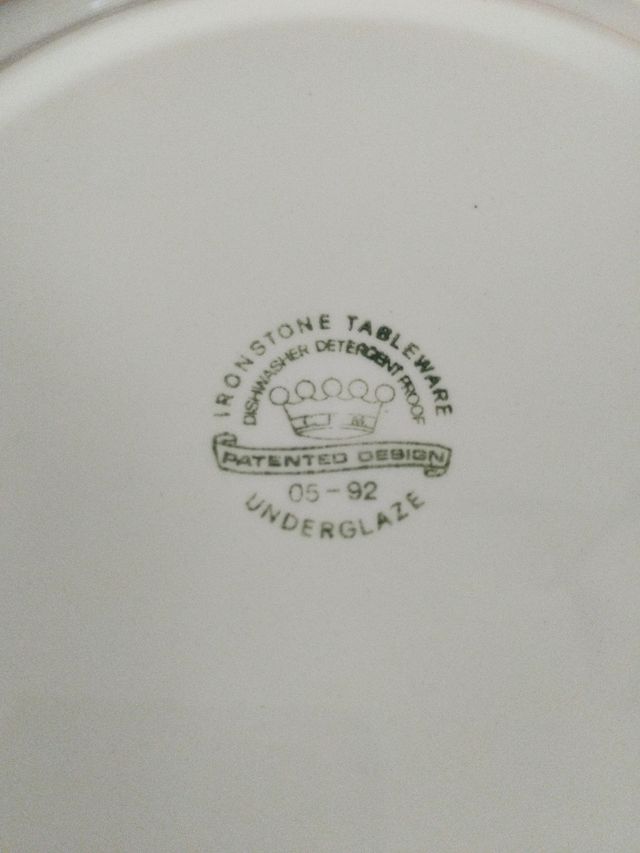 IRONSTONE TABLEWARE
DISHWASHER DETERGENT PROOF
PATENTED DESIGN
05-92
UNDERGLAZE